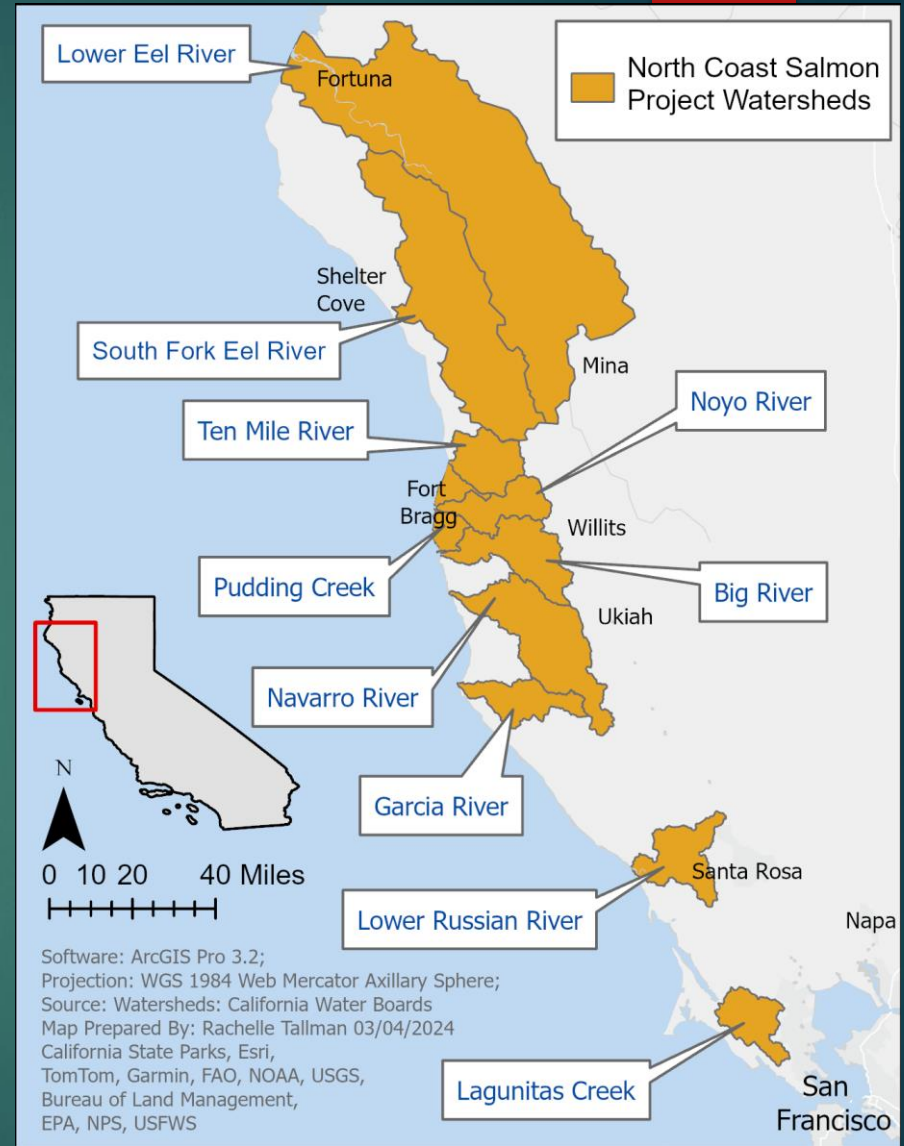 Lower Eel River
Fortuna
North Coast Salmon
Project Watersheds
Shelter
Cove
South Fork Eel River
Mina
Noyo River
Ten Mile River
Fort
Bragg
Willits
Pudding Creek
Big River
Ukiah
Navarro River
Garcia River
N
0 10 20 40 Miles
Santa Rosa
Lower Russian River
Napa
Software: ArcGIS Pro 3.2;
Projection: WGS 1984 Web Mercator Axillary Sphere;
Source: Watersheds: California Water Boards
Map Prepared By: Rachelle Tallman 03/04/2024
California State Parks, Esri,
TomTom, Garmin, FAO, NOAA, USGS,
Bureau of Land Management,
EPA, NPS, USFWS
Lagunitas Creek
San
Francisco